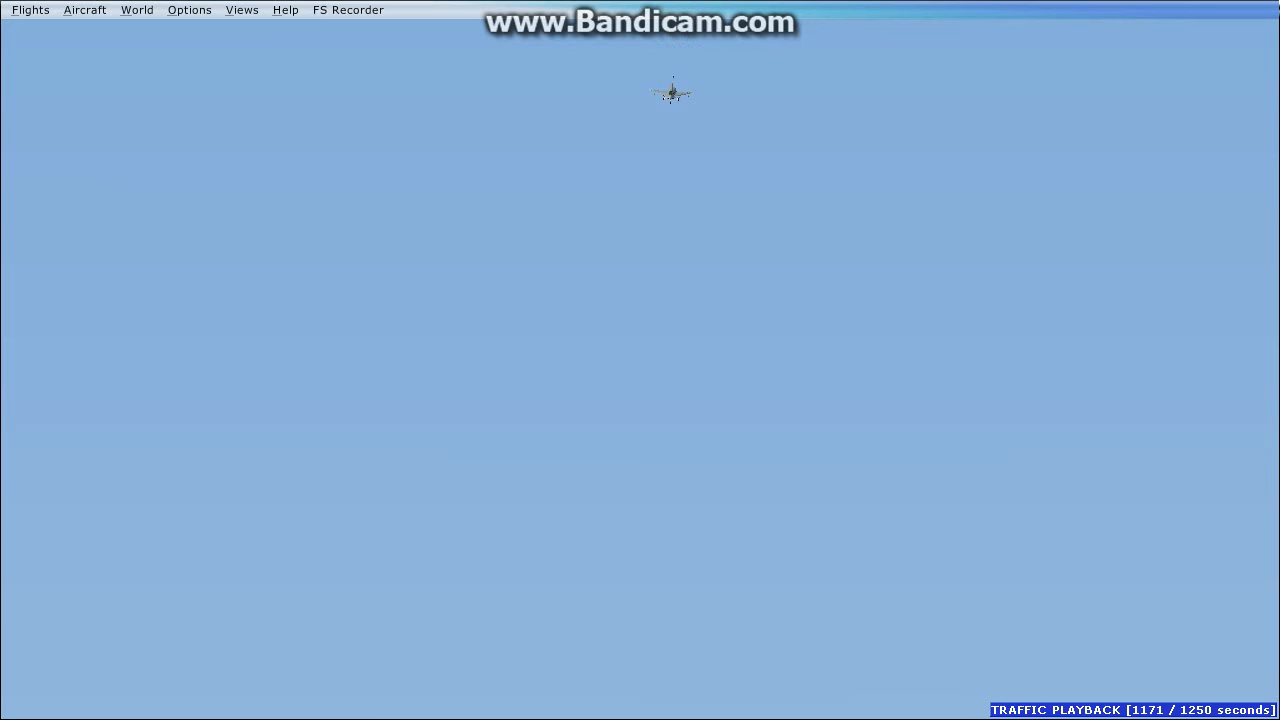 Flights Aircraft World Options Views Help FS Recorder
www.Bandicam.com
TRAFFIC PLAYBACK [1171 / 1250 seconds]